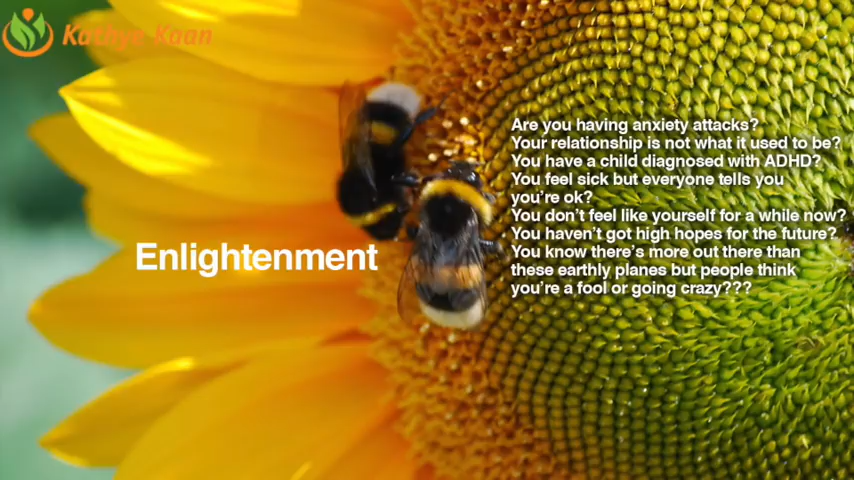 Kathye Kaan
Are you having anxiety attacks?
Your relationship is not what it used to be?
You have a child diagnosed with ADHD?
You feel sick but everyone tells you
you're ok?
You don't feel like yourself for a while now?
You haven't got high hopes for the future?
You know there's more out there than
these earthly planes but people think
you're a fool or going crazy???
Enlightenment